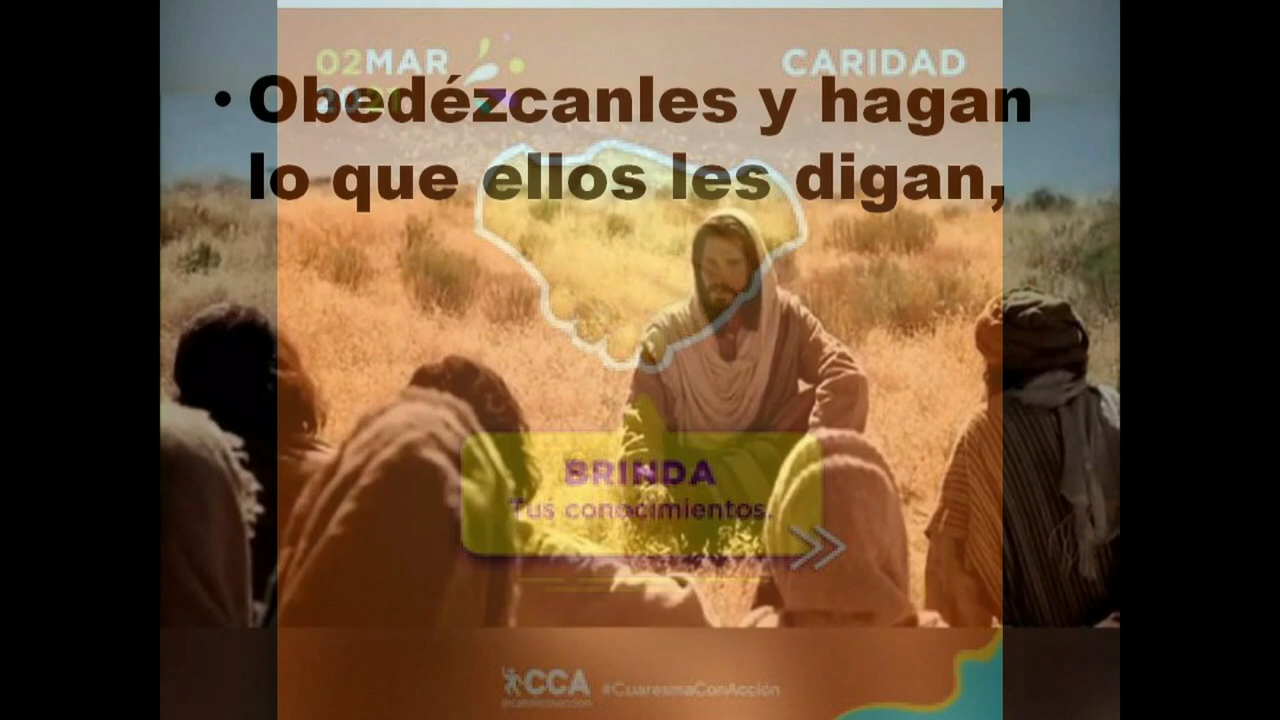 02MAR
CARIDAD
• Obedézcanles y hagan
lo que ellos les digan,
BRINDA
Tus conocimientos.
CCA
#CuaresmaConAcción